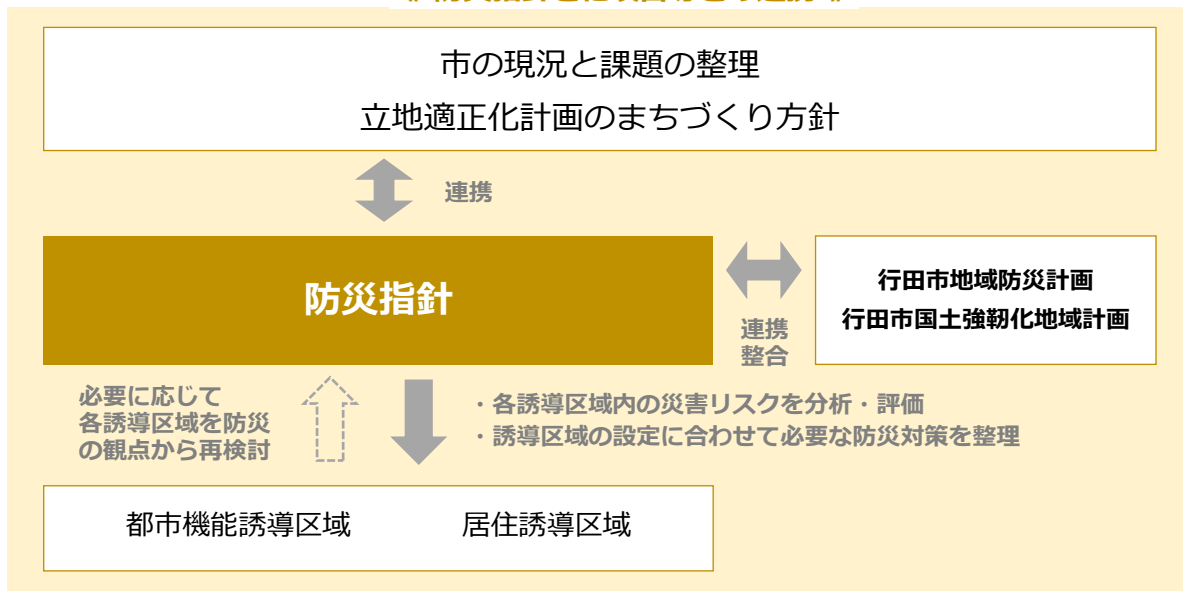 市の現況と課題の整理
立地適正化計画のまちづくり方針
連携
防災指針
連携
整合
行田市地域防災計画
行田市国土強靱化地域計画
必要に応じて
各誘導区域を防災
の観点から再検討
・各誘導区域内の災害リスクを分析・評価
・誘導区域の設定に合わせて必要な防災対策を整理
都市機能誘導区域 居住誘導区域